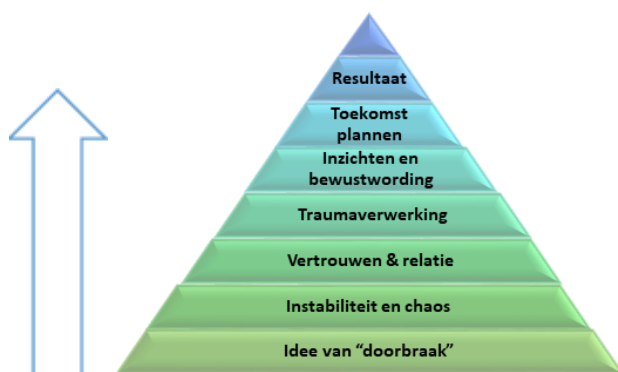 Resultaat
Toekomst
plannen
Inzichten en
bewustwording
Traumaverwerking
Vertrouwen & relatie
Instabiliteit en chaos
Idee van “doorbraak”